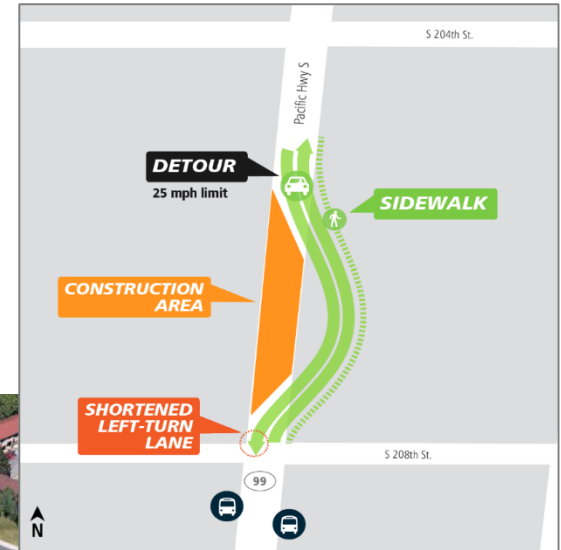 S 204th St.
Pacific Hwy S
DETOUR
25 mph limit
SIDEWALK
CONSTRUCTION
AREA
SHORTENED
LEFT-TURN
LANE
S 208th St.
99
N